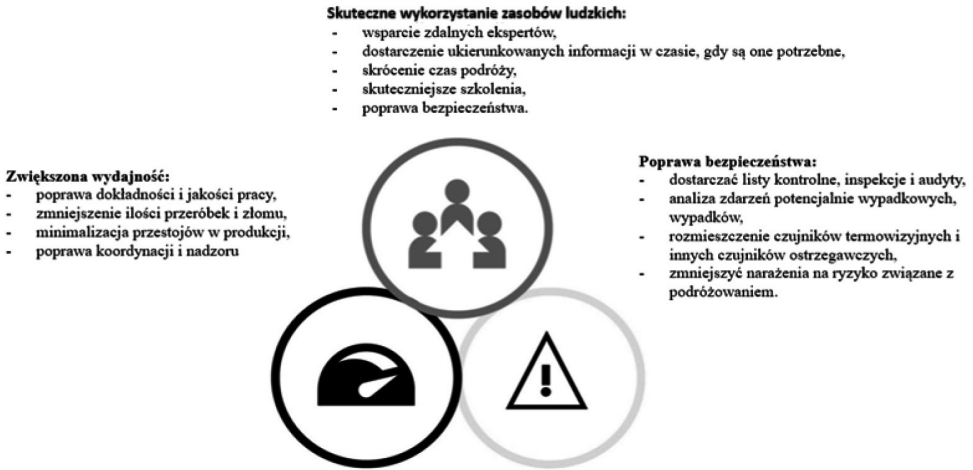 Skuteczne wykorzystanie zasobów ludzkich:
- wsparcie zdalnych ekspertów,
- dostarczenie ukierunkowanych informacji w czasie, gdy są one potrzebne,
- skrócenie czas podróży,
- skuteczniejsze szkolenia,
- poprawa bezpieczeństwa.
Zwiększona wydajność:
- poprawa dokładności i jakości pracy,
- zmniejszenie ilości przeróbek i złomu,
- minimalizacja przestojów w produkcji,
- poprawa koordynacji i nadzoru
Poprawa bezpieczeństwa:
- dostarczać listy kontrolne, inspekcje i audyty,
- analiza zdarzeń potencjalnie wypadkowych,
wypadków,
- rozmieszczenie czujników termowizyjnych i
innych czujników ostrzegawczych,
- zmniejszyć narażenia na ryzyko związane z
podróżowaniem.